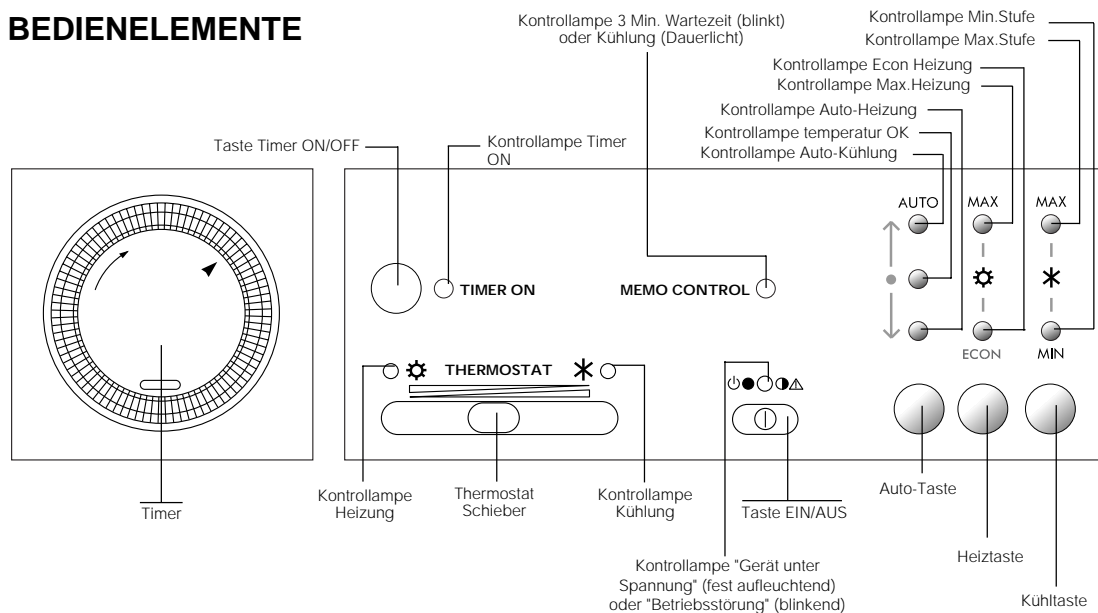 BEDIENELEMENTE
Kontrollampe 3 Min. Wartezeit (blinkt)
oder Kühlung (Dauerlicht)
Kontrollampe Min.Stufe
Kontrollampe Max.Stufe
Kontrollampe Econ Heizung
Kontrollampe Max.Heizung
Kontrollampe Auto-Heizung
Kontrollampe temperatur OK
Kontrollampe Auto-Kühlung
Taste Timer ON/OFF
Kontrollampe Timer
ON
AUTO
MAX
MAX
TIMER ON
MEMO CONTROL
ECON
MIN
THERMOSTAT
Timer
Kontrollampe
Heizung
Thermostat
Schieber
Kontrollampe
Kühlung
Taste EIN/AUS
Auto-Taste
Kontrollampe "Gerät unter
Spannung" (fest aufleuchtend)
oder "Betriebsstörung" (blinkend)
Heiztaste
Kühltaste